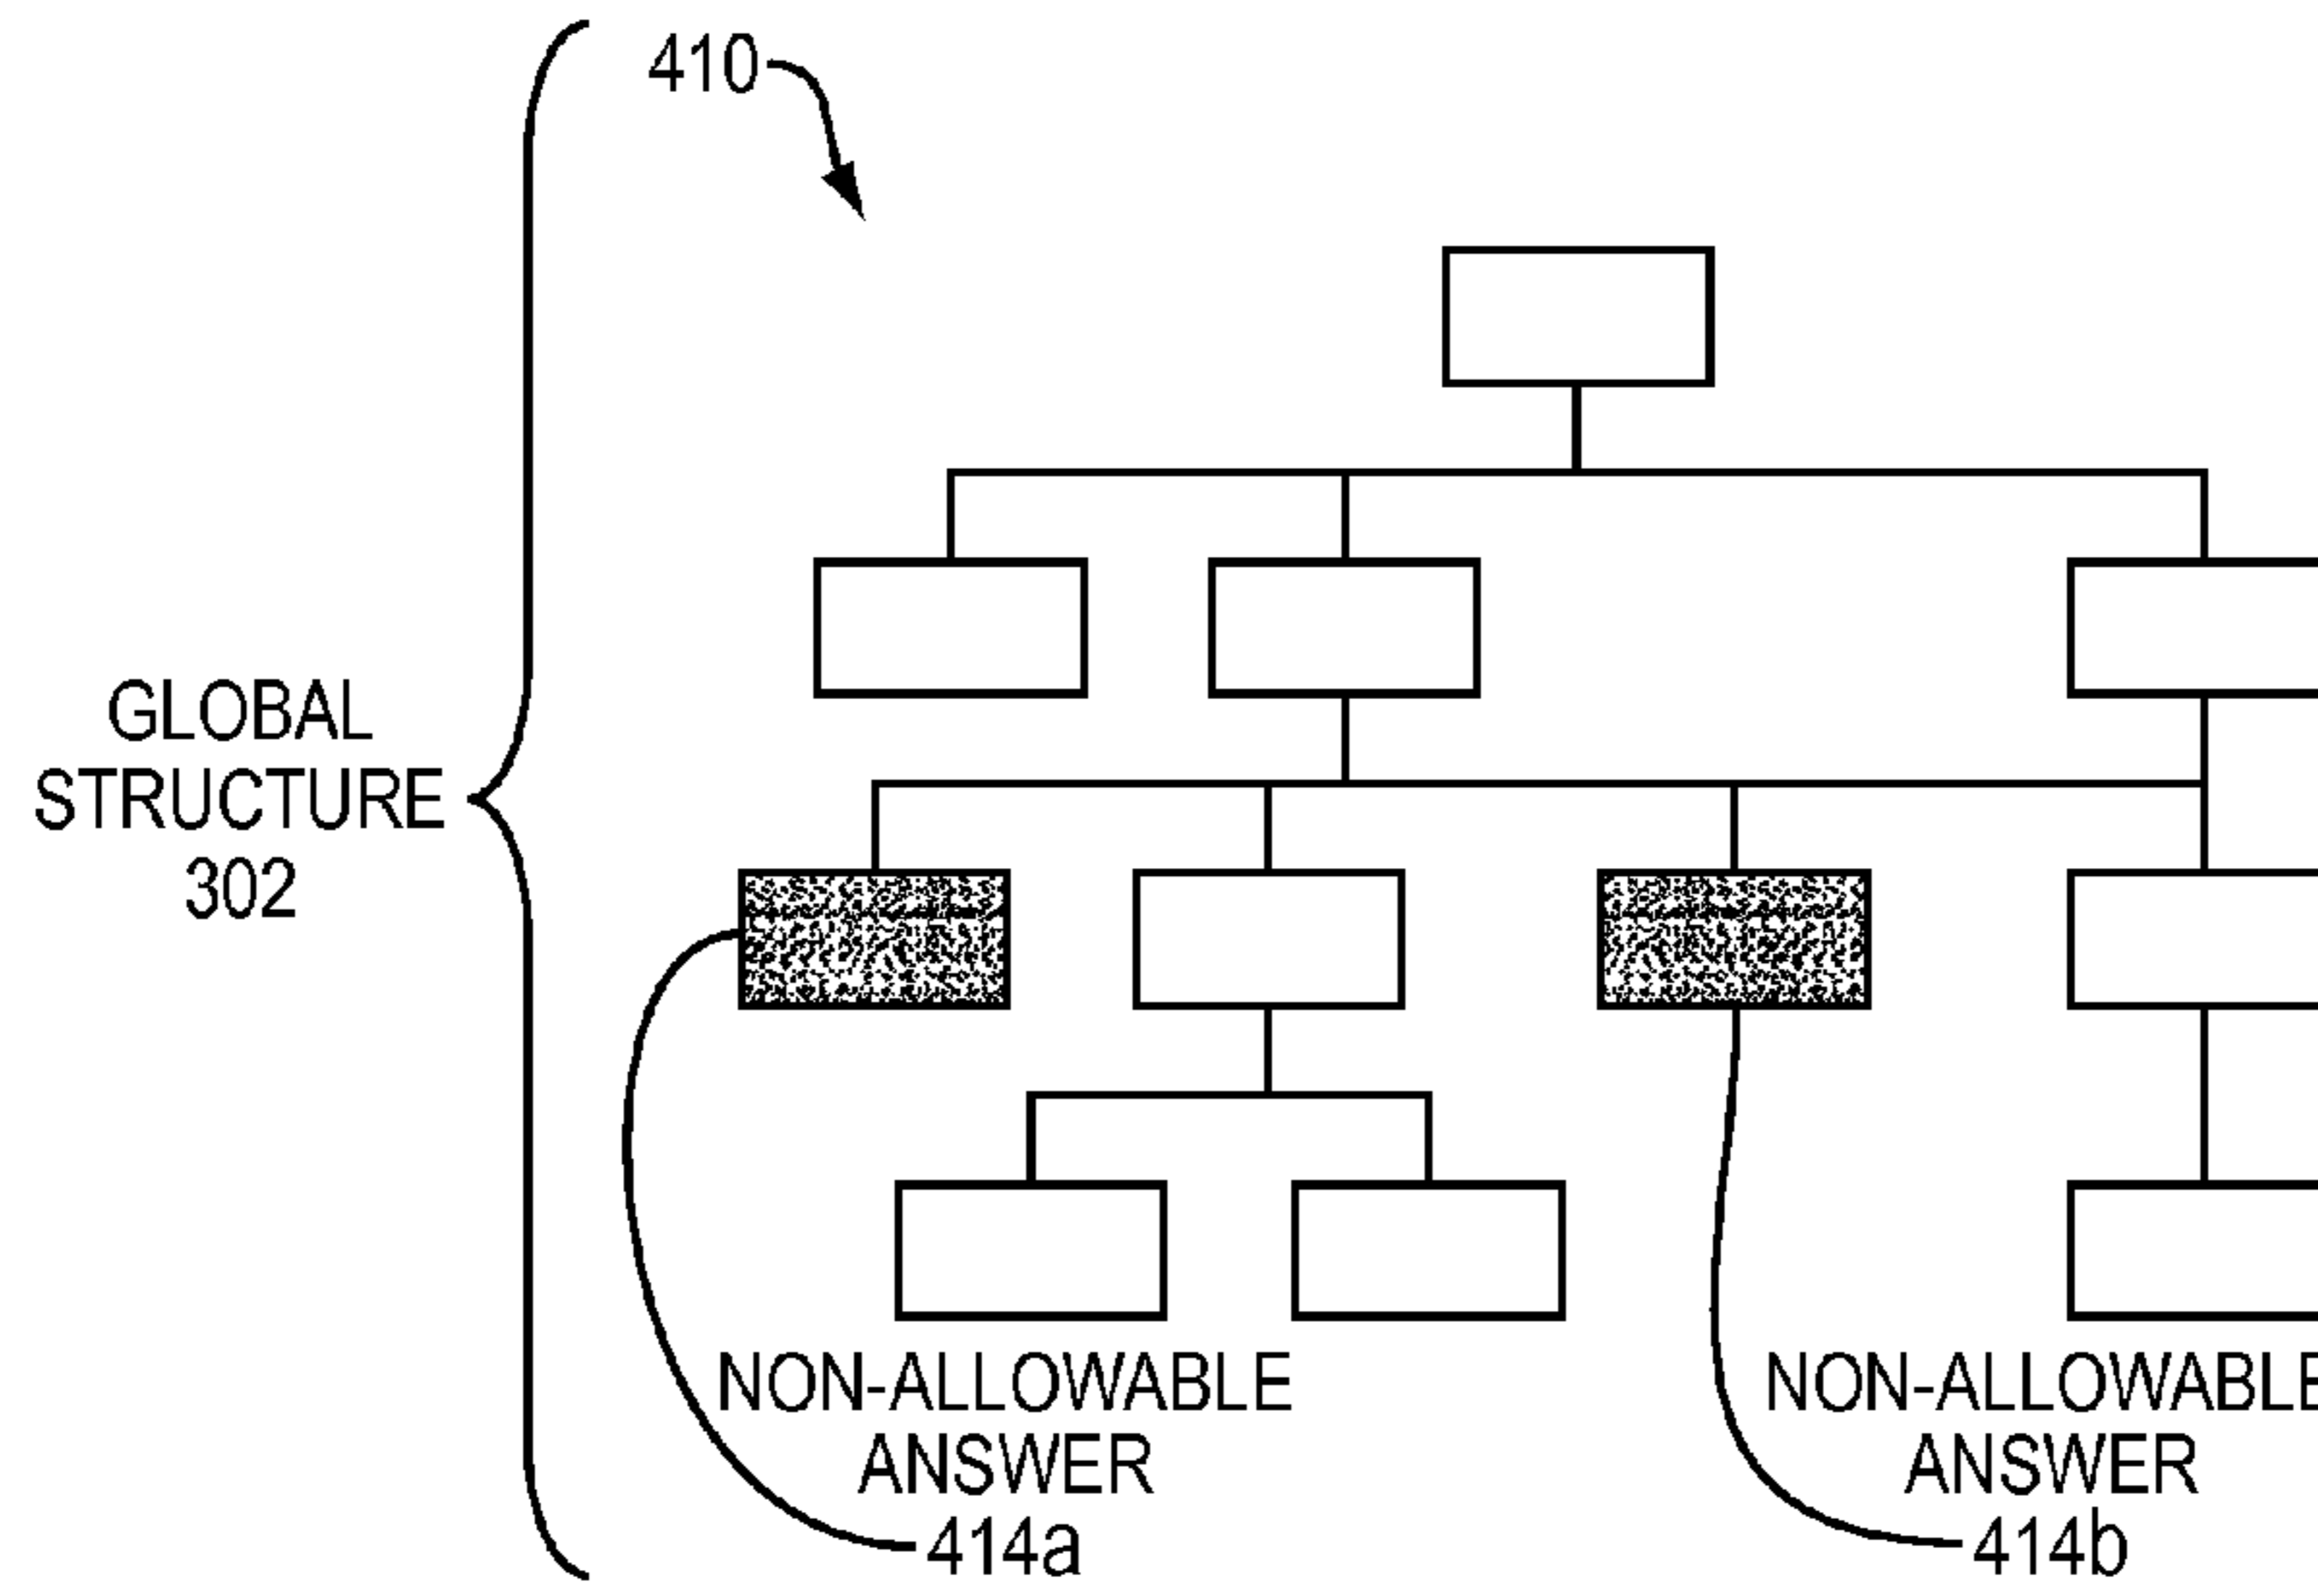 410
GLOBAL
STRUCTURE
302
NON-ALLOWABLE
ANSWER
414a
NON-ALLOWABLE
ANSWER
414b